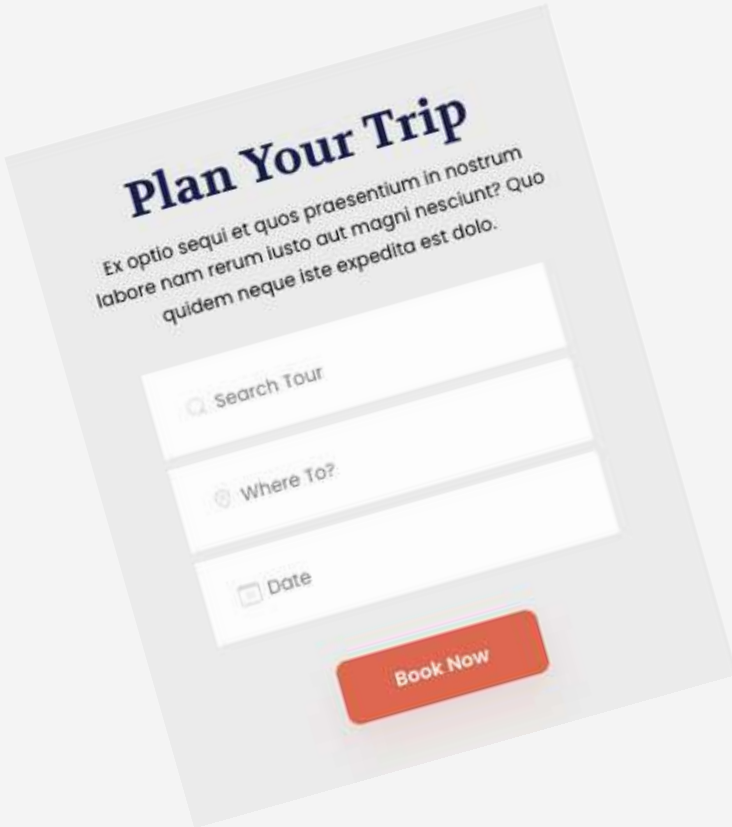 Plan Your Trip
Ex optio sequi et quos praesentium in nostrum
labore nam rerum iusto aut magni nesciunt? Quo
quidem neque iste expedita est dolo.
Search Tour
Where To?
Date
Book Now